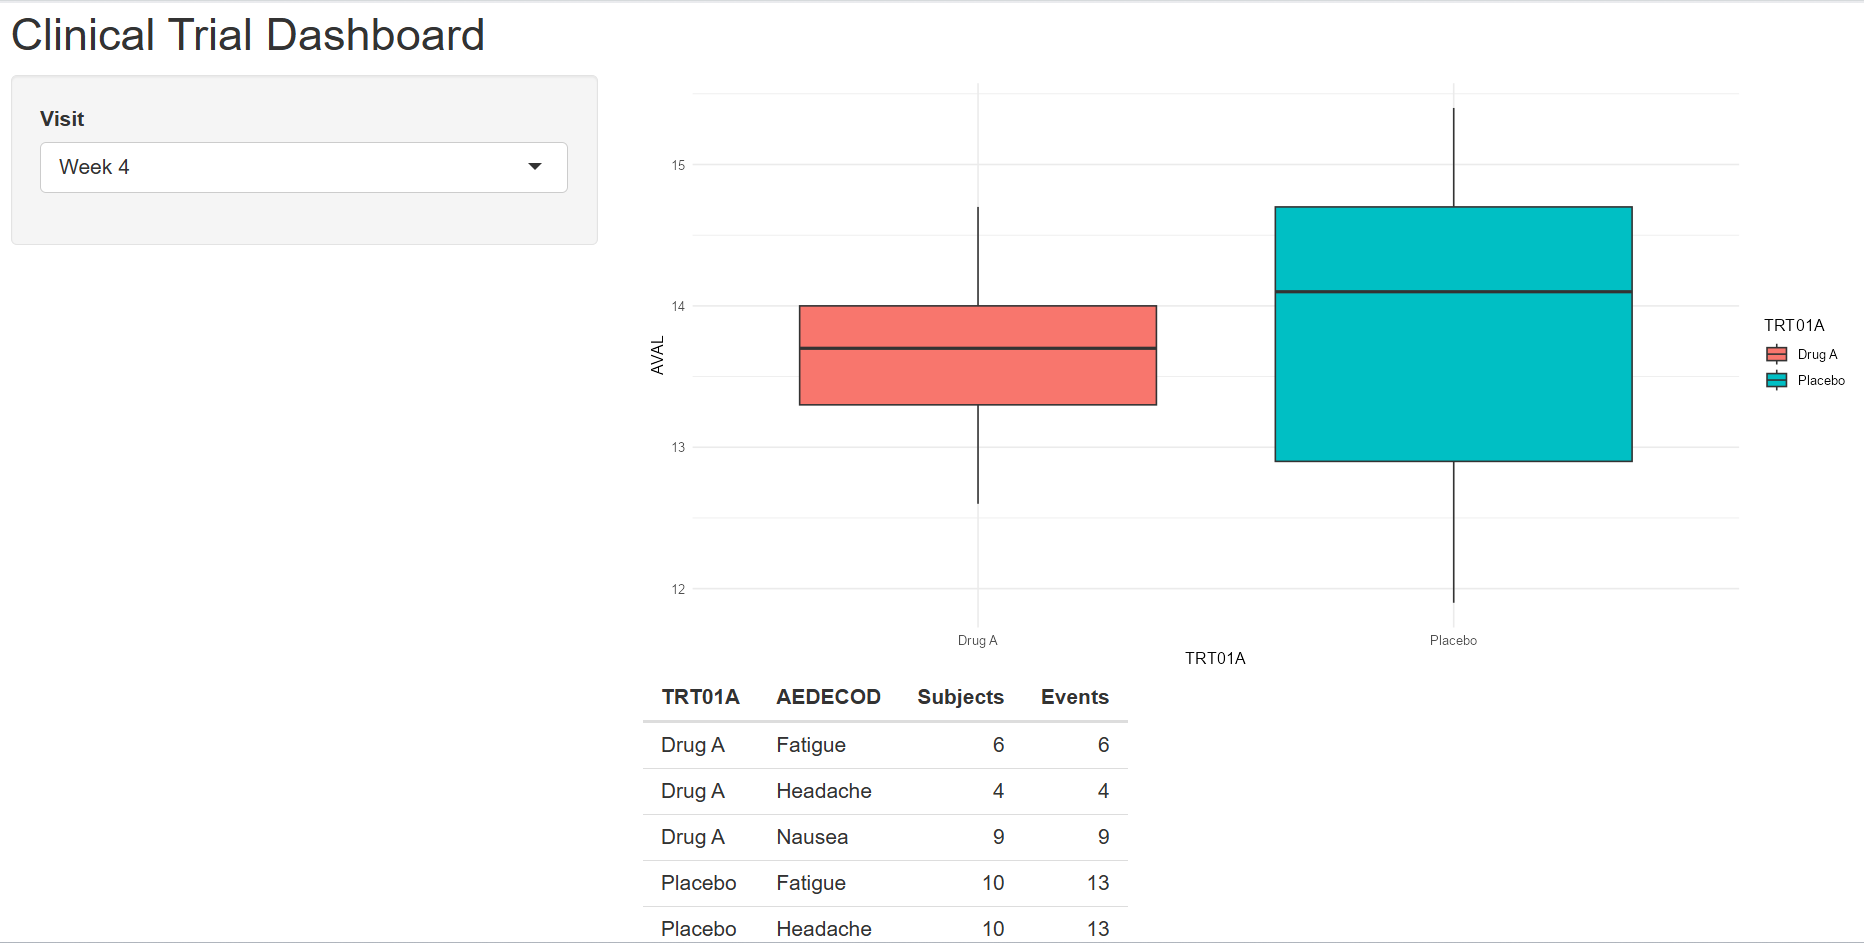 Clinical Trial Dashboard
Visit
Week 4
15
14
13
12
AVAL
Drug A
Placebo
TRT01A
TRT01A
Drug A
Placebo
TRT01A AEDECOD Subjects Events
Drug A Fatigue 6 6
Drug A Headache 4 4
Drug A Nausea 9 9
Placebo Fatigue 10 13
Placebo Headache 10 13